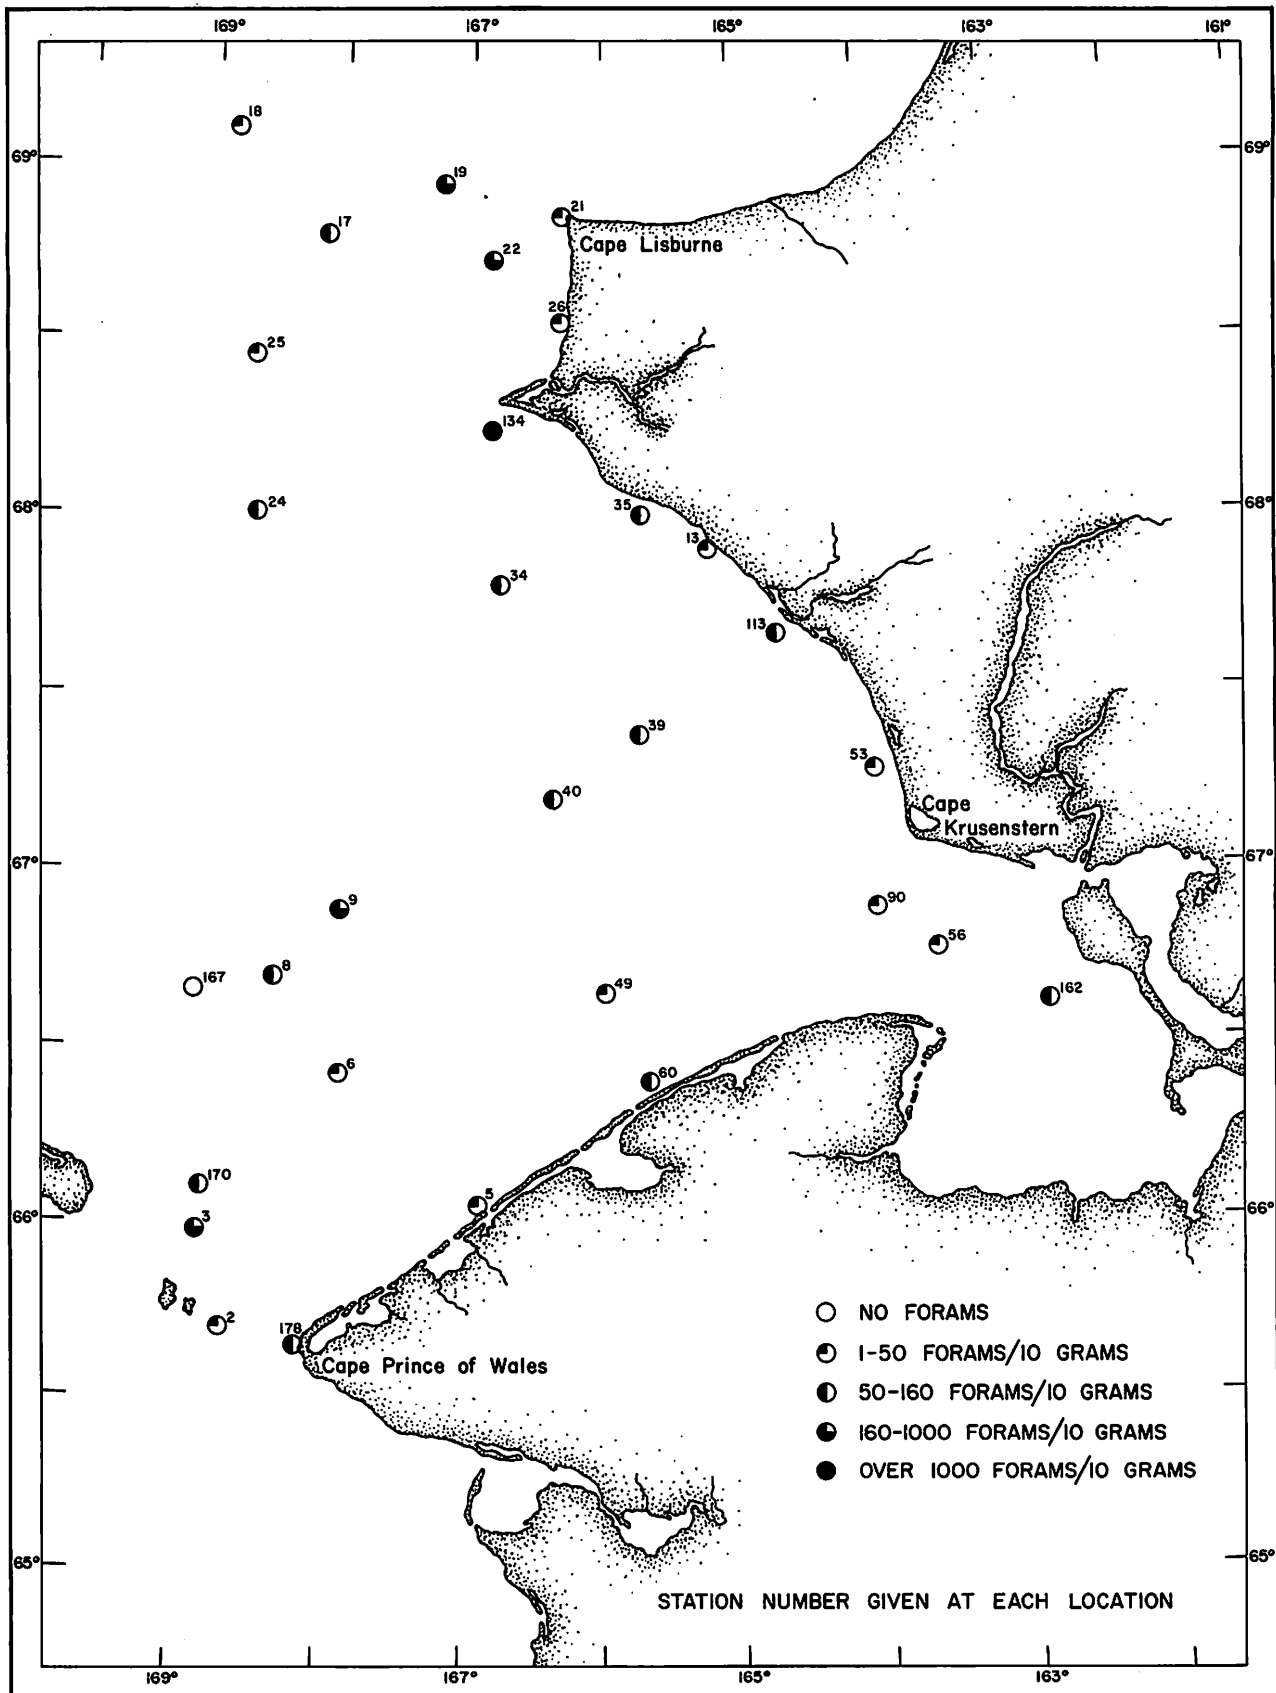 169° 167° 165° 163° 161°
18
69° 69°
19
21
17
Cape Lisburne
22
26
25
134
68° 68°
24
35
13
34
113
39
53
40
Cape
Krusenstern
67° 67°
9
90
56
8
167
49
162
6
60
170
5
3
66° 66°
2
178
NO FORAMS
Cape Prince of Wales
1-50 FORAMS/10 GRAMS
50-160 FORAMS/10 GRAMS
160-1000 FORAMS/10 GRAMS
OVER 1000 FORAMS/10 GRAMS
65° 65°
STATION NUMBER GIVEN AT EACH LOCATION
169° 167° 165° 163°